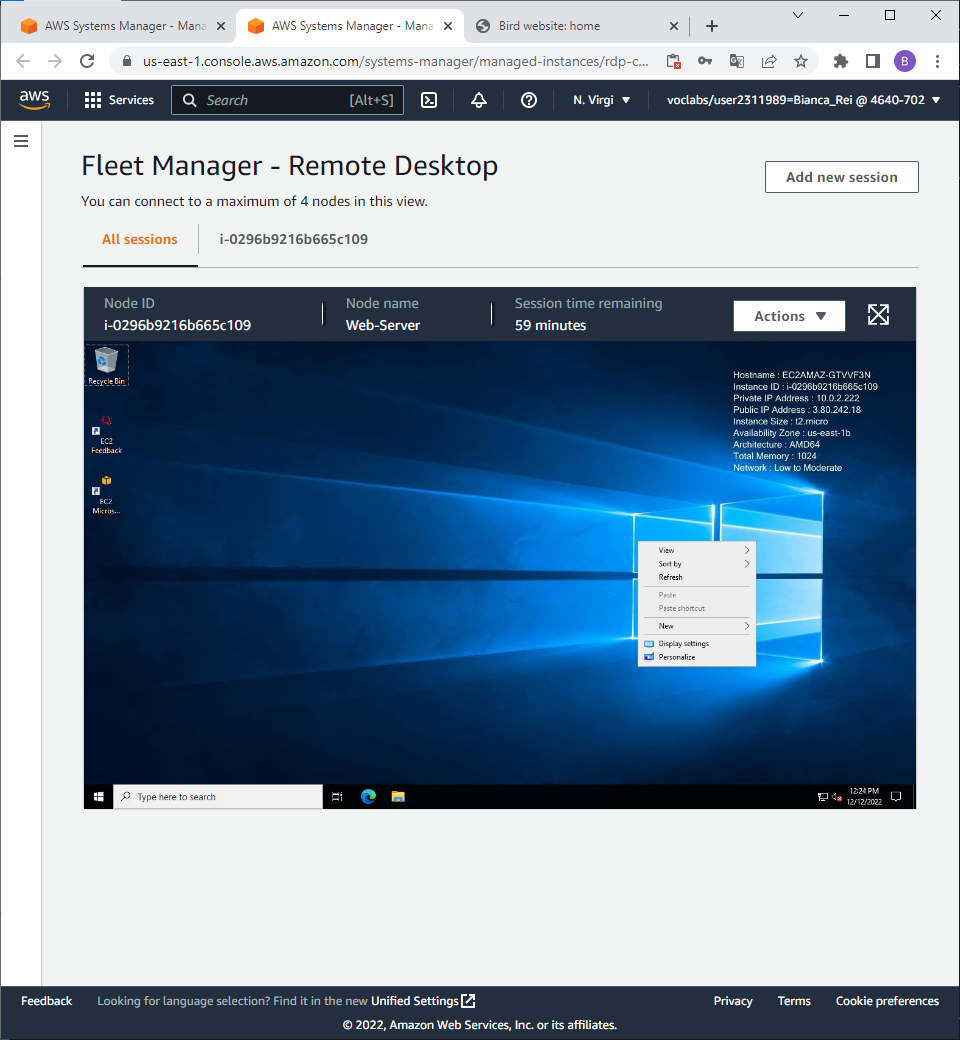 AWS Systems Manager - Mana
AWS Systems Manager - Mana
Bird website: home
us-east-1.console.aws.amazon.com/systems-manager/managed-instances/rdp-c...
B
aws
Services
Search
[Alt+S]
N. Virgi
voclabs/user2311989=Bianca_Rei @ 4640-702
Fleet Manager - Remote Desktop
Add new session
You can connect to a maximum of 4 nodes in this view.
All sessions
i-0296b9216b665c109
Node ID
i-0296b9216b665c109
Node name
Web-Server
Session time remaining
59 minutes
Actions
Recycle Bin
EC2
Feedback
EC2
Micros...
Hostname : EC2AMAZ-GTVVF3N
Instance ID : i-0296b9216b665c109
Private IP Address : 10.0.2.222
Public IP Address : 3.80.242.18
Instance Size : t2.micro
Availability Zone : us-east-1b
Architecture : AMD64
Total Memory : 1024
Network : Low to Moderate
View
Sort by
Refresh
Paste
Paste shortcut
New
Display settings
Personalize
Type here to search
12:24 PM
12/12/2022
Feedback
Looking for language selection? Find it in the new Unified Settings
Privacy
Terms
Cookie preferences
© 2022, Amazon Web Services, Inc. or its affiliates.